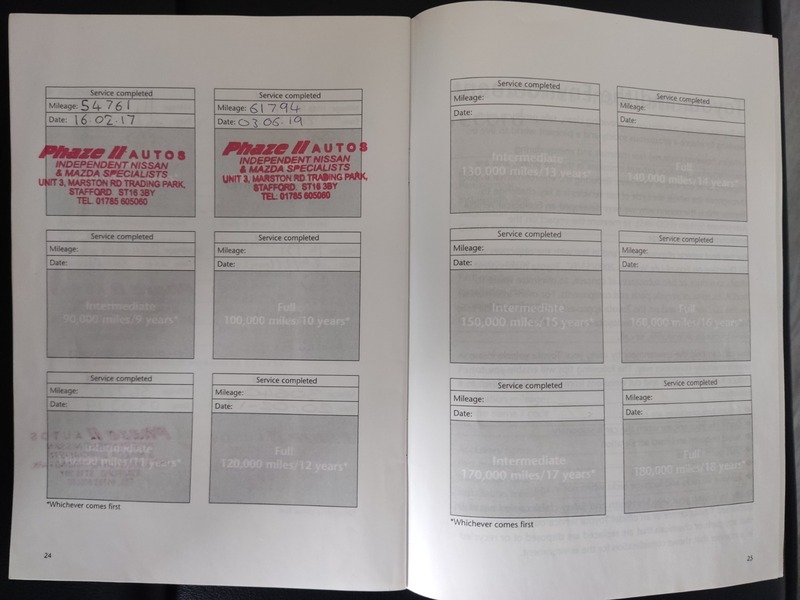 Service completed
Mileage: 54761
Date: 16.02.17
Phaze II AUTOS
INDEPENDENT NISSAN
& MAZDA SPECIALISTS
UNIT 3, MARSTON RD TRADING PARK,
STAFFORD ST16 3BY
TEL. 01785 605060
Service completed
Mileage: 61794
Date: 03.06.19
Phaze II AUTOS
INDEPENDENT NISSAN
& MAZDA SPECIALISTS
UNIT 3, MARSTON RD TRADING PARK,
STAFFORD. ST16 3BY
TEL: 01785 605060
Service completed
Mileage:
Date:
Intermediate
90,000 miles/9 years*
Service completed
Mileage:
Date:
Full
100,000 miles/10 years*
Service completed
Mileage:
Date:
Intermediate
miles/11 years*
Service completed
Mileage:
Date:
Full
120,000 miles/12 years*
*Whichever comes first
24
Service completed
Mileage:
Date:
Intermediate
130,000 miles/13 years*
Service completed
Mileage:
Date:
Full
140,000 miles/14 years*
Service completed
Mileage:
Date:
Intermediate
150,000 miles/15 years*
Service completed
Mileage:
Date:
Full
160,000 miles/16 years*
Service completed
Mileage:
Date:
Intermediate
170,000 miles/17 years*
Service completed
Mileage:
Date:
Full
180,000 miles/18 years*
*Whichever comes first
25